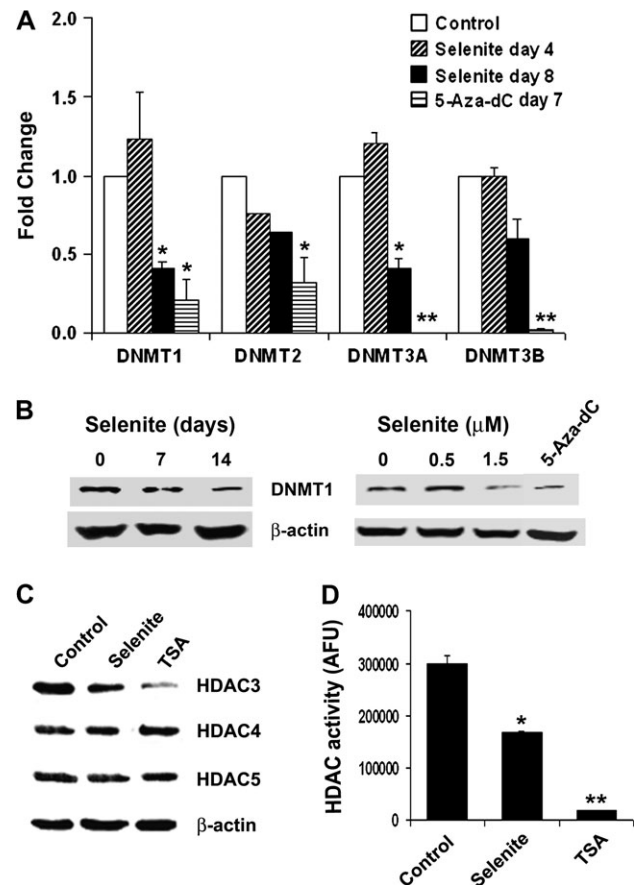 A
Control
Selenite day 4
Selenite day 8
5-Aza-dC day 7
Fold Change
2.0
1.5
1.0
0.5
0.0
* * * * ** **
DNMT1 DNMT2 DNMT3A DNMT3B
B
Selenite (days)
0 7 14
Selenite (μM)
0 0.5 1.5 5-Aza-dC
DNMT1
β-actin
C
Control Selenite TSA
HDAC3
HDAC4
HDAC5
β-actin
D
HDAC activity (AFU)
400000
300000
200000
100000
0
* **
Control Selenite TSA